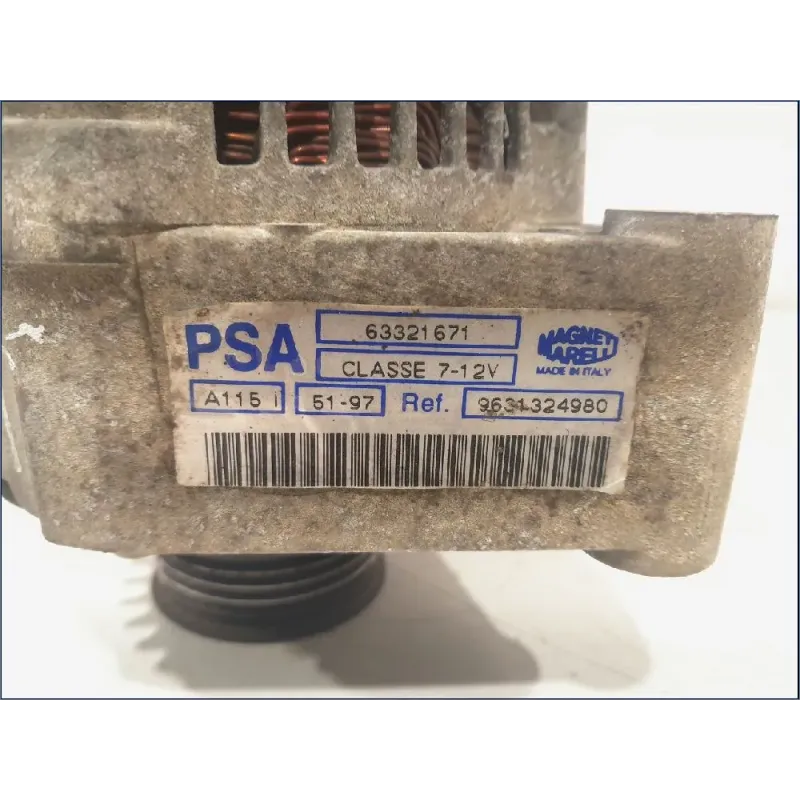 PSA
63321671
CLASSE 7-12V
MAGNETI MARELLI
MADE IN ITALY
A115 I 51-97 Ref. 9631324980